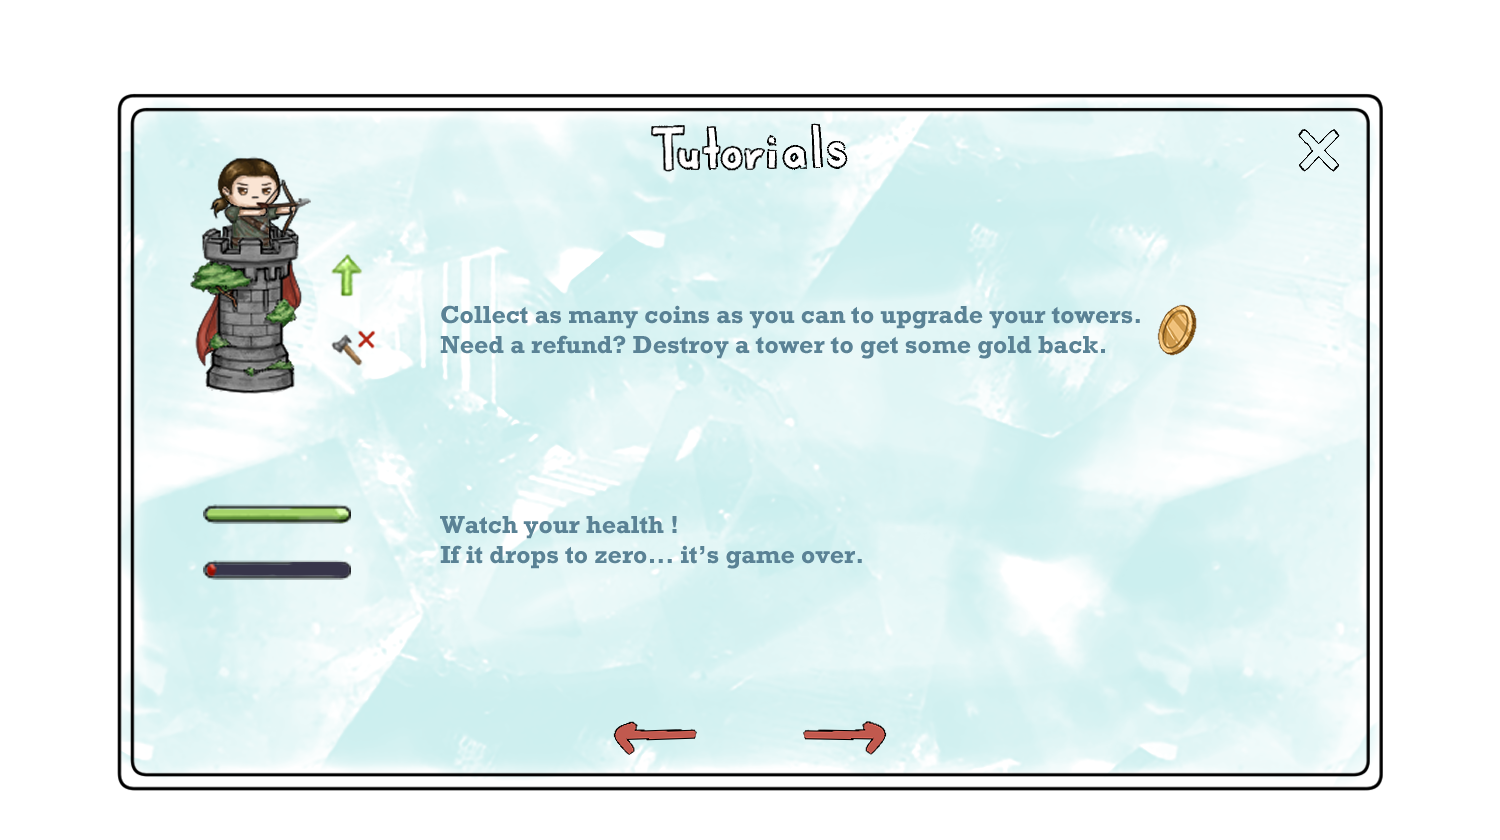 Tutorials
Collect as many coins as you can to upgrade your towers.
Need a refund? Destroy a tower to get some gold back.
Watch your health !
If it drops to zero... it’s game over.